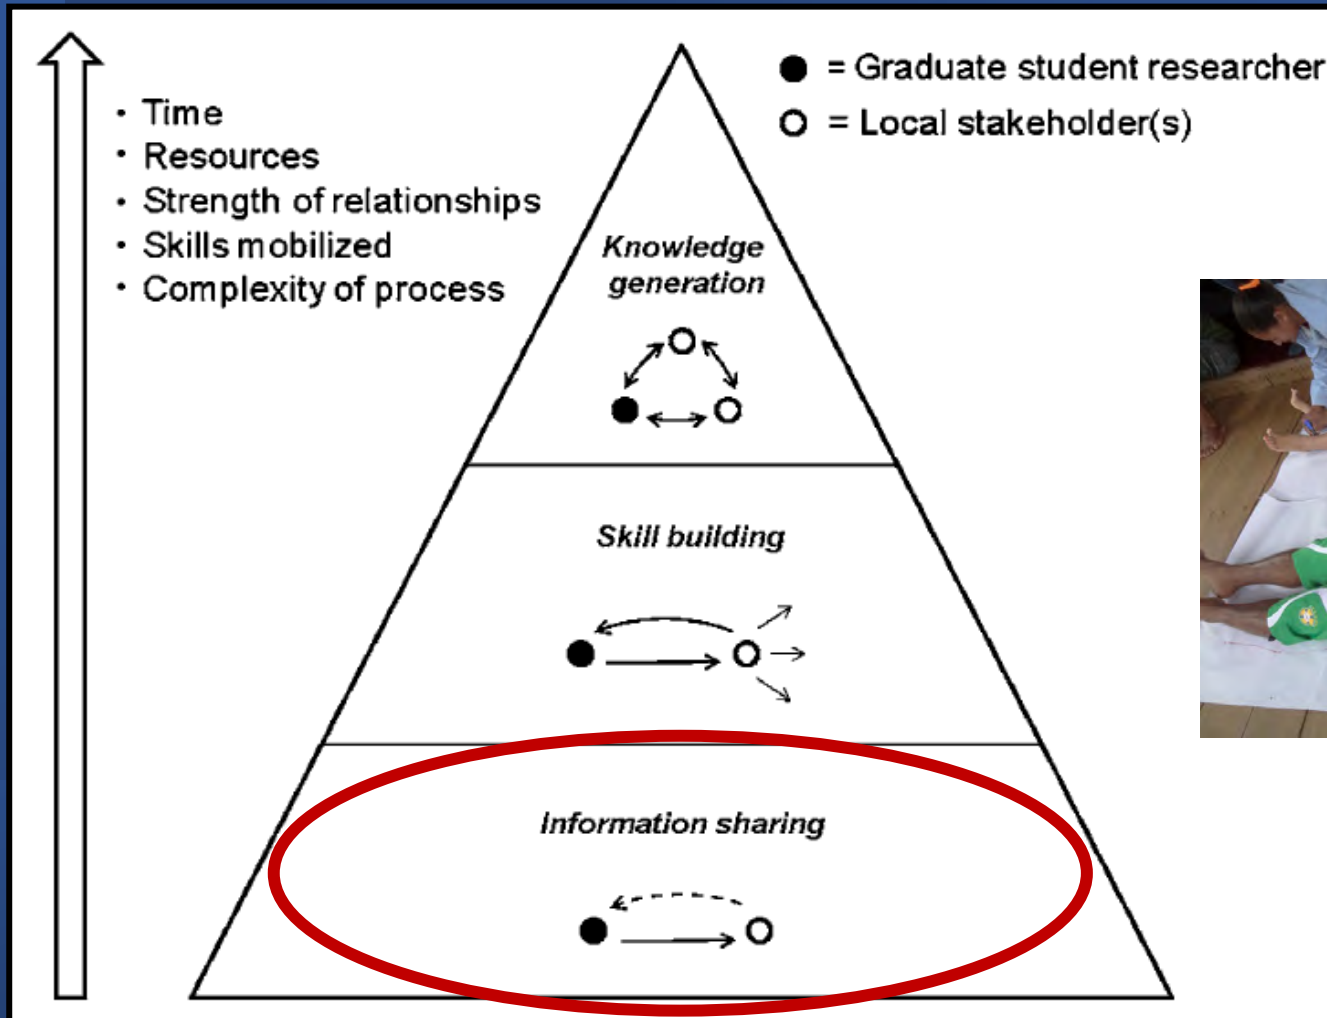 • Time
• Resources
• Strength of relationships
• Skills mobilized
• Complexity of process
● = Graduate student researcher
○ = Local stakeholder(s)
Knowledge
generation
Skill building
Information sharing